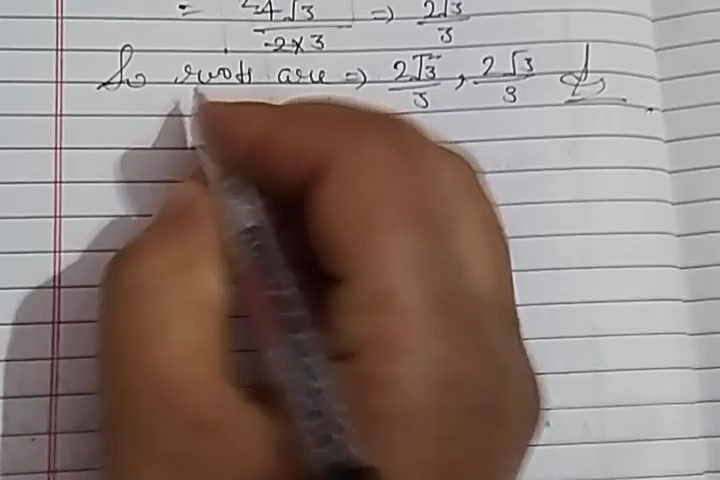 = -4√3 / -2×3 => 2√3 / 3
So roots are => 2√3 / 3 , 2√3 / 3